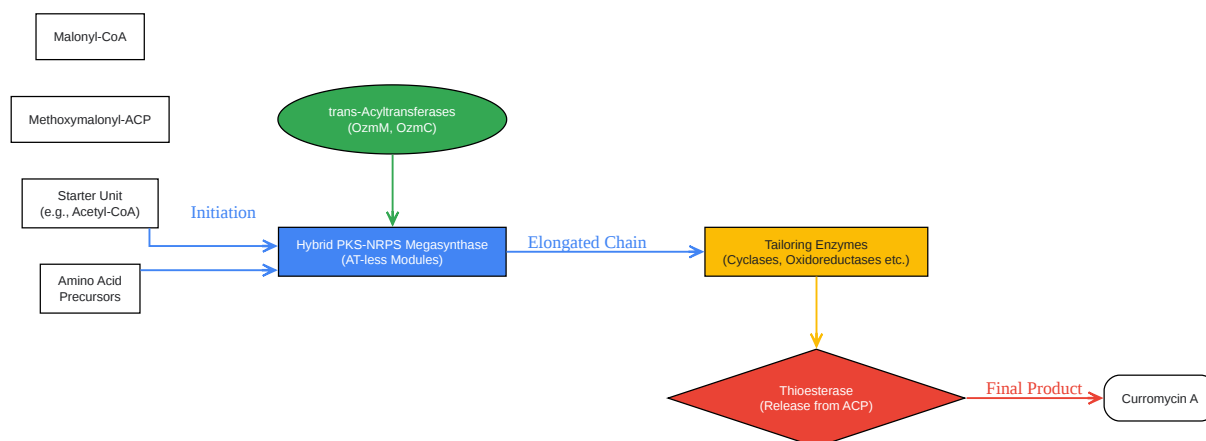 Malonyl-CoA
Methoxymalonyl-ACP
trans-Acyltransferases
(OzmM, OzmC)
Starter Unit
(e.g., Acetyl-CoA)
Initiation
Hybrid PKS-NRPS Megasynthase
(AT-less Modules)
Elongated Chain
Tailoring Enzymes
(Cyclases, Oxidoreductases etc.)
Amino Acid
Precursors
Thioesterase
(Release from ACP)
Final Product
Curromycin A